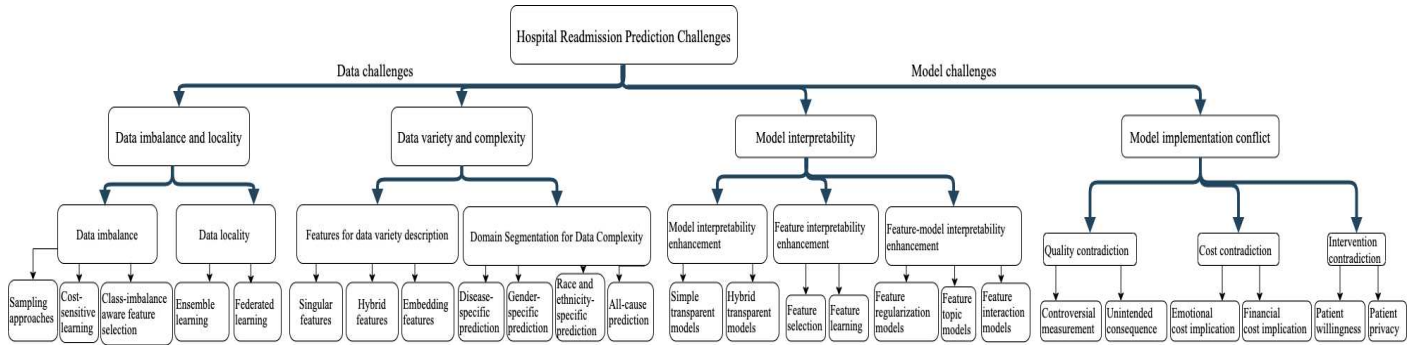 Hospital Readmission Prediction Challenges
Data challenges
Model challenges
Data imbalance and locality
Data variety and complexity
Model interpretability
Model implementation conflict
Data imbalance
Data locality
Features for data variety description
Domain Segmentation for Data Complexity
Model interpretability
enhancement
Feature interpretability
enhancement
Feature-model interpretability
enhancement
Quality contradiction
Cost contradiction
Intervention
contradiction
Sampling
approaches
Cost-
sensitive
learning
Class-imbalance
aware feature
selection
Ensemble
learning
Federated
learning
Singular
features
Hybrid
features
Embedding
features
Disease-
specific
prediction
Gender-
specific
prediction
Race and
ethnicity-
specific
prediction
All-cause
prediction
Simple
transparent
models
Hybrid
transparent
models
Feature
selection
Feature
learning
Feature
regularization
models
Feature
topic
models
Feature
interaction
models
Controversial
measurement
Unintended
consequence
Emotional
cost implication
Financial
cost implication
Patient
willingness
Patient
privacy